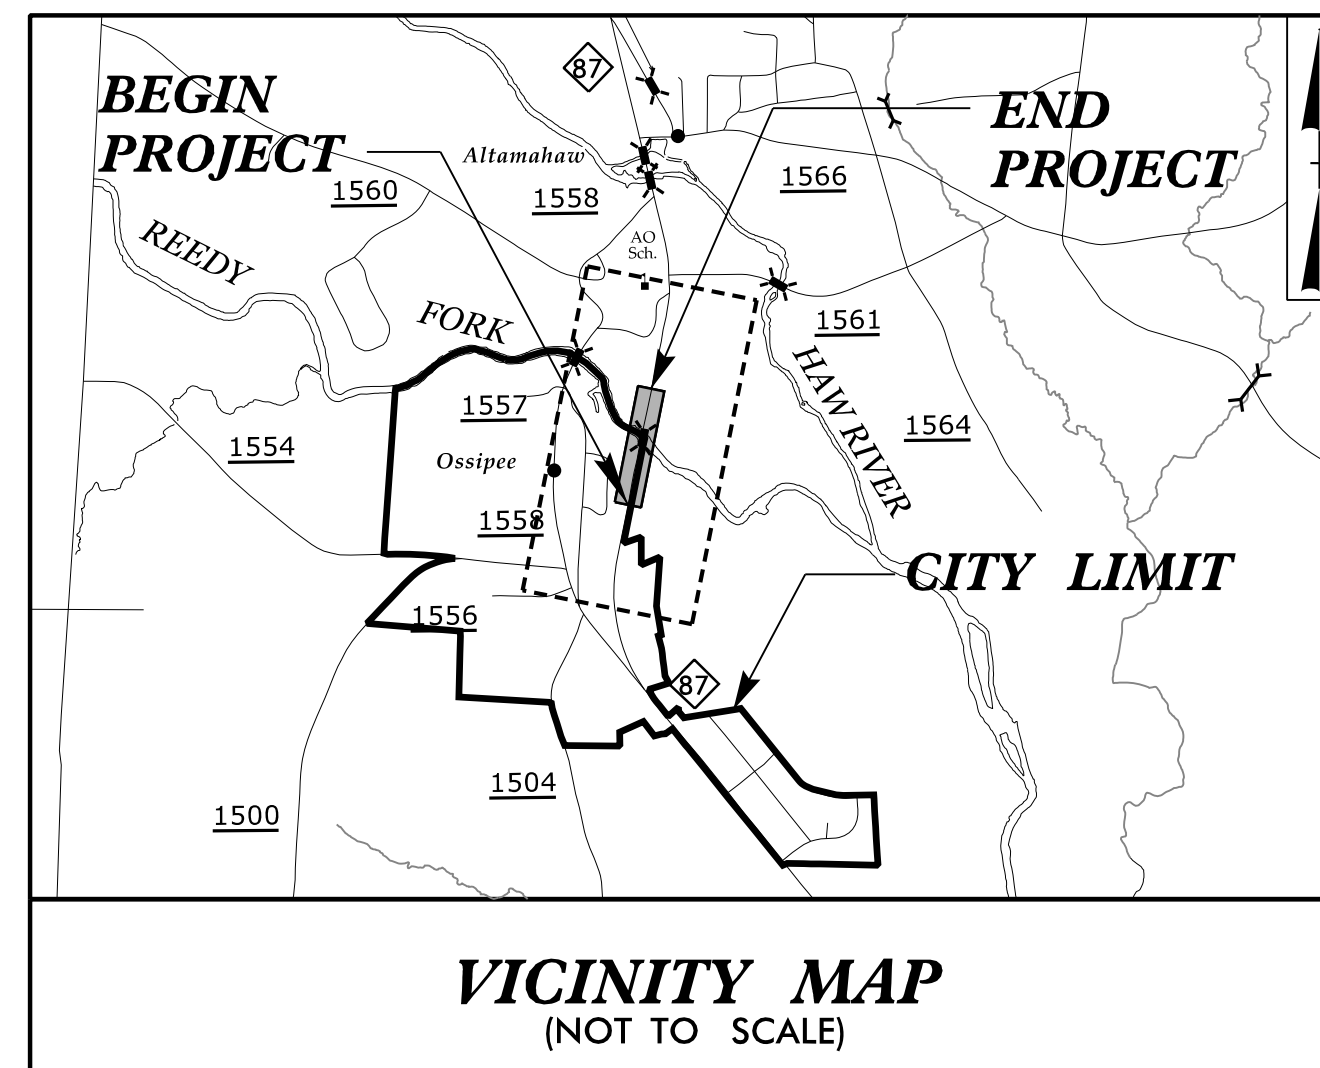 87
BEGIN
PROJECT
END
PROJECT
Altamahaw
1560
1558
1566
REEDY
AO
Sch.
FORK
1561
HAW RIVER
1557
1554
1564
Ossipee
1558
CITY LIMIT
1556
87
1504
1500
VICINITY MAP
(NOT TO SCALE)